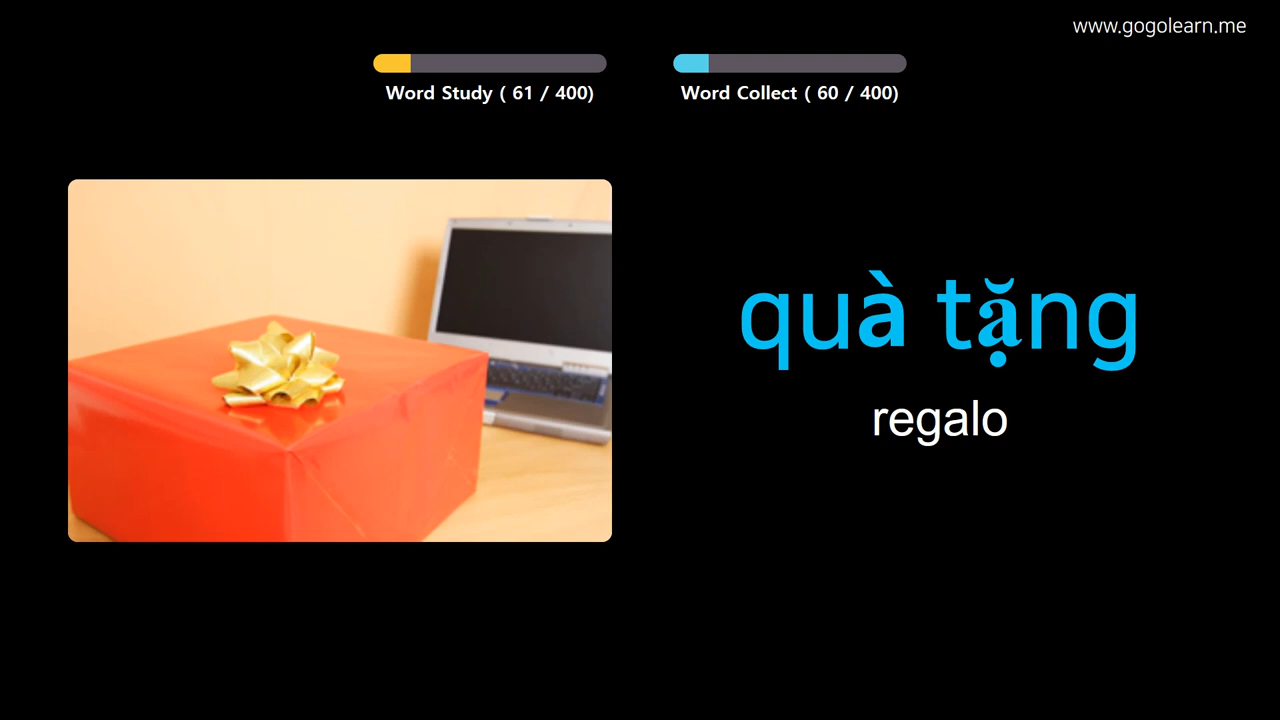 www.gogolearn.me
Word Study ( 61 / 400)
Word Collect ( 60 / 400)
quà tặng
regalo